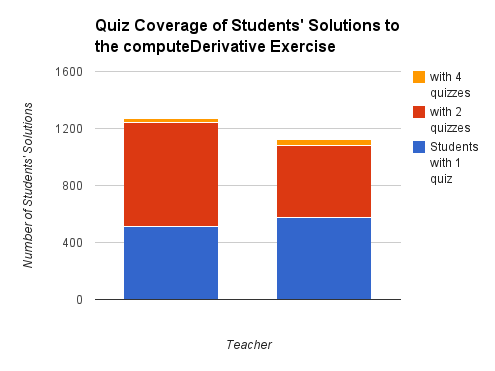 Quiz Coverage of Students' Solutions to
the computeDerivative Exercise
1600
1200
800
400
0
Number of Students' Solutions
Teacher
with 4
quizzes
with 2
quizzes
Students
with 1
quiz